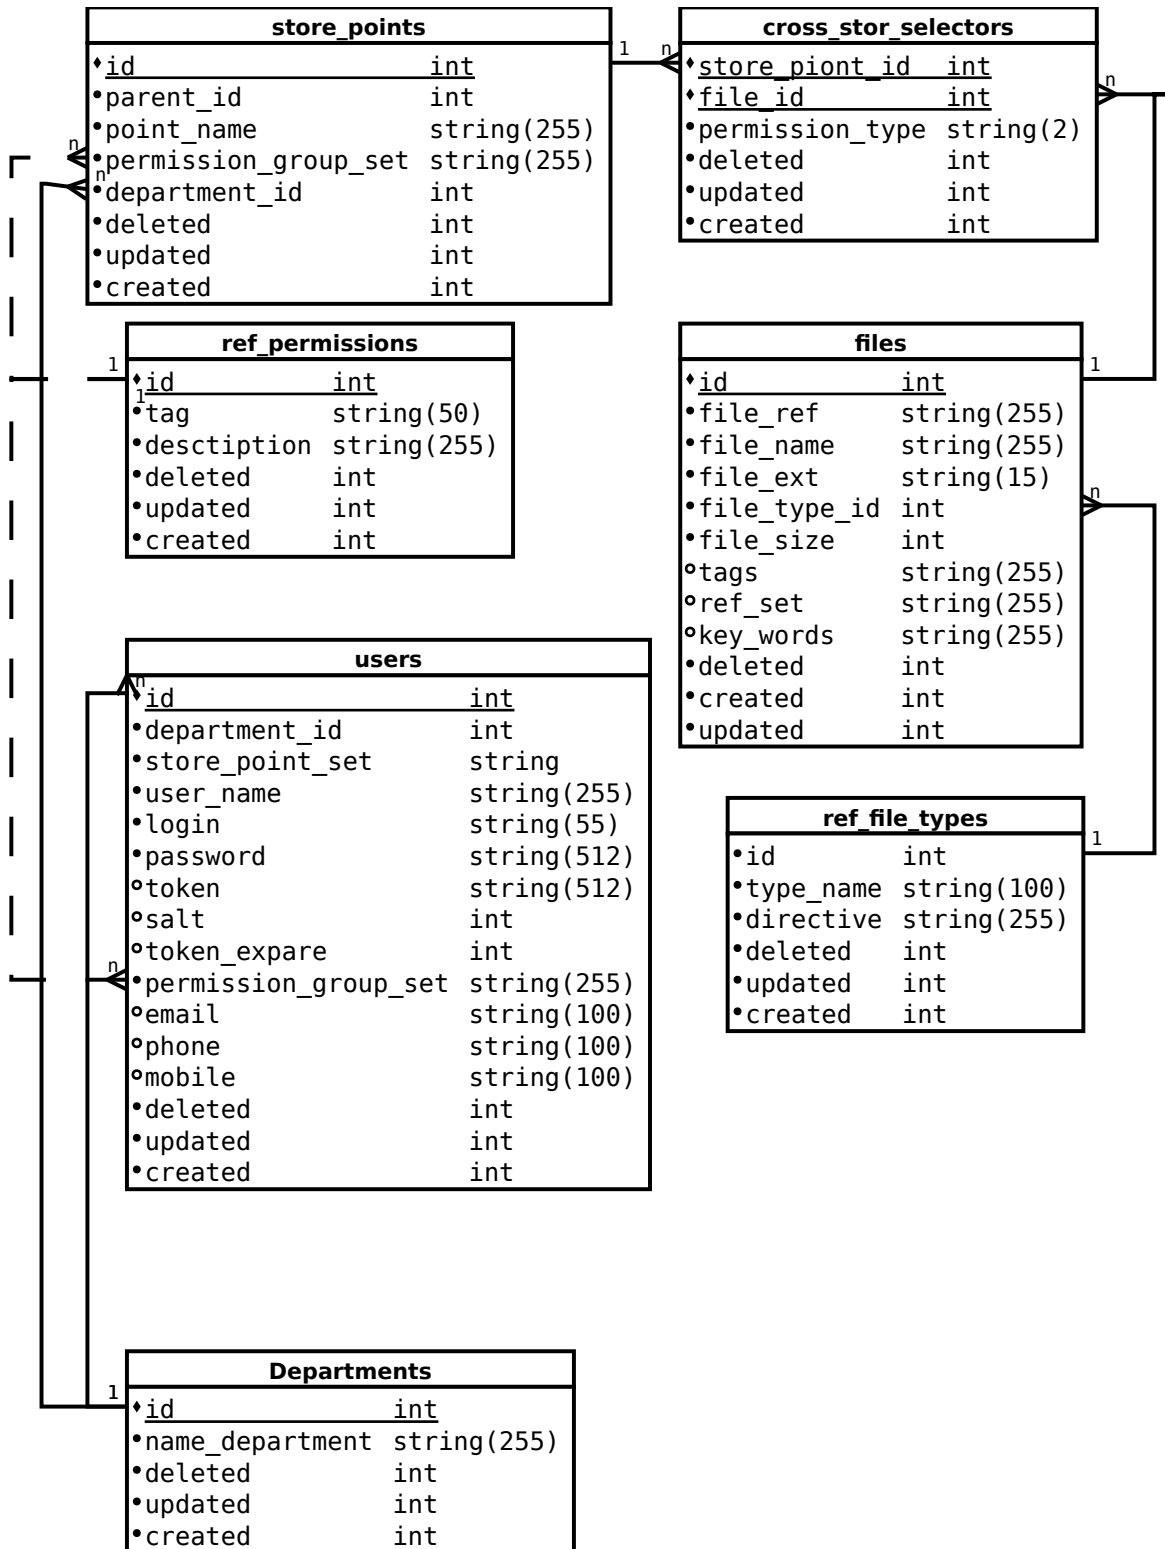 store_points
id int
parent_id int
point_name string(255)
permission_group_set string(255)
department_id int
deleted int
updated int
created int
1 n
n
n
cross_stor_selectors
store_piont_id int
file_id int
permission_type string(2)
deleted int
updated int
created int
n
ref_permissions
id int
tag string(50)
desctiption string(255)
deleted int
updated int
created int
1
1
files
id int
file_ref string(255)
file_name string(255)
file_ext string(15)
file_type_id int
file_size int
tags string(255)
ref_set string(255)
key_words string(255)
deleted int
created int
updated int
1
n
users
id int
department_id int
store_point_set string
user_name string(255)
login string(55)
password string(512)
token string(512)
salt int
token_expare int
permission_group_set string(255)
email string(100)
phone string(100)
mobile string(100)
deleted int
updated int
created int
n
n
ref_file_types
id int
type_name string(100)
directive string(255)
deleted int
updated int
created int
1
Departments
id int
name_department string(255)
deleted int
updated int
created int
1